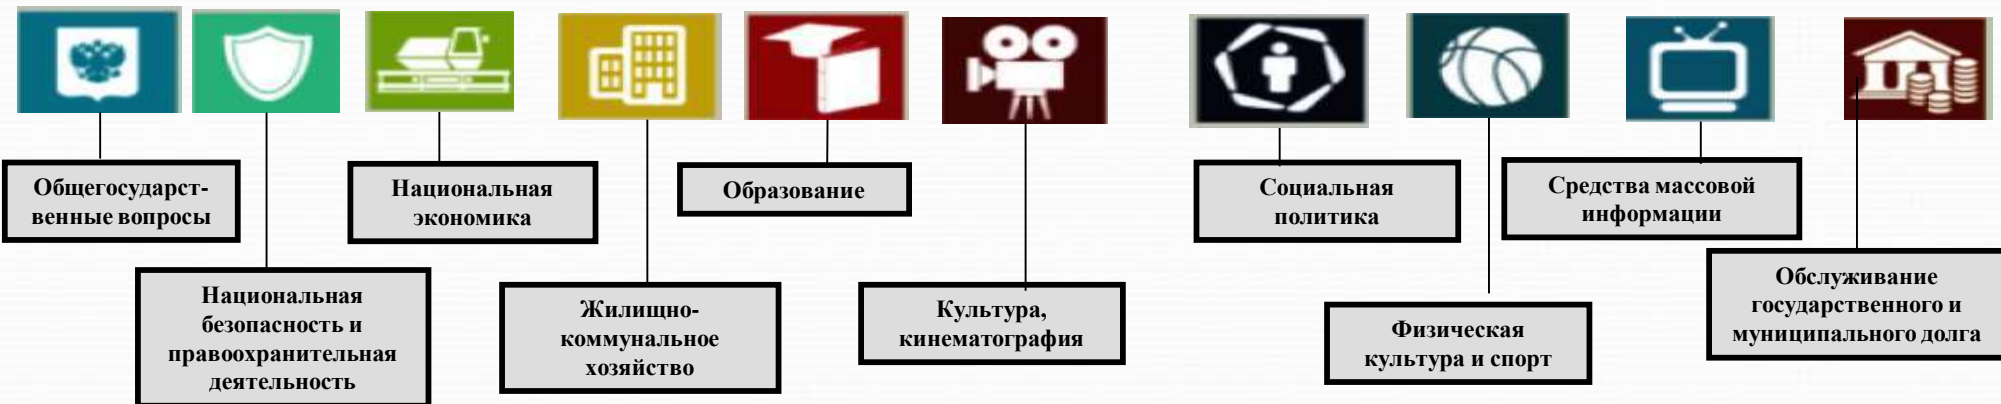 Общегосударст-
венные вопросы
Национальная
безопасность и
правоохранительная
деятельность
Национальная
экономика
Жилищно-
коммунальное
хозяйство
Образование
Культура,
кинематография
Социальная
политика
Физическая
культура и спорт
Средства массовой
информации
Обслуживание
государственного и
муниципального долга